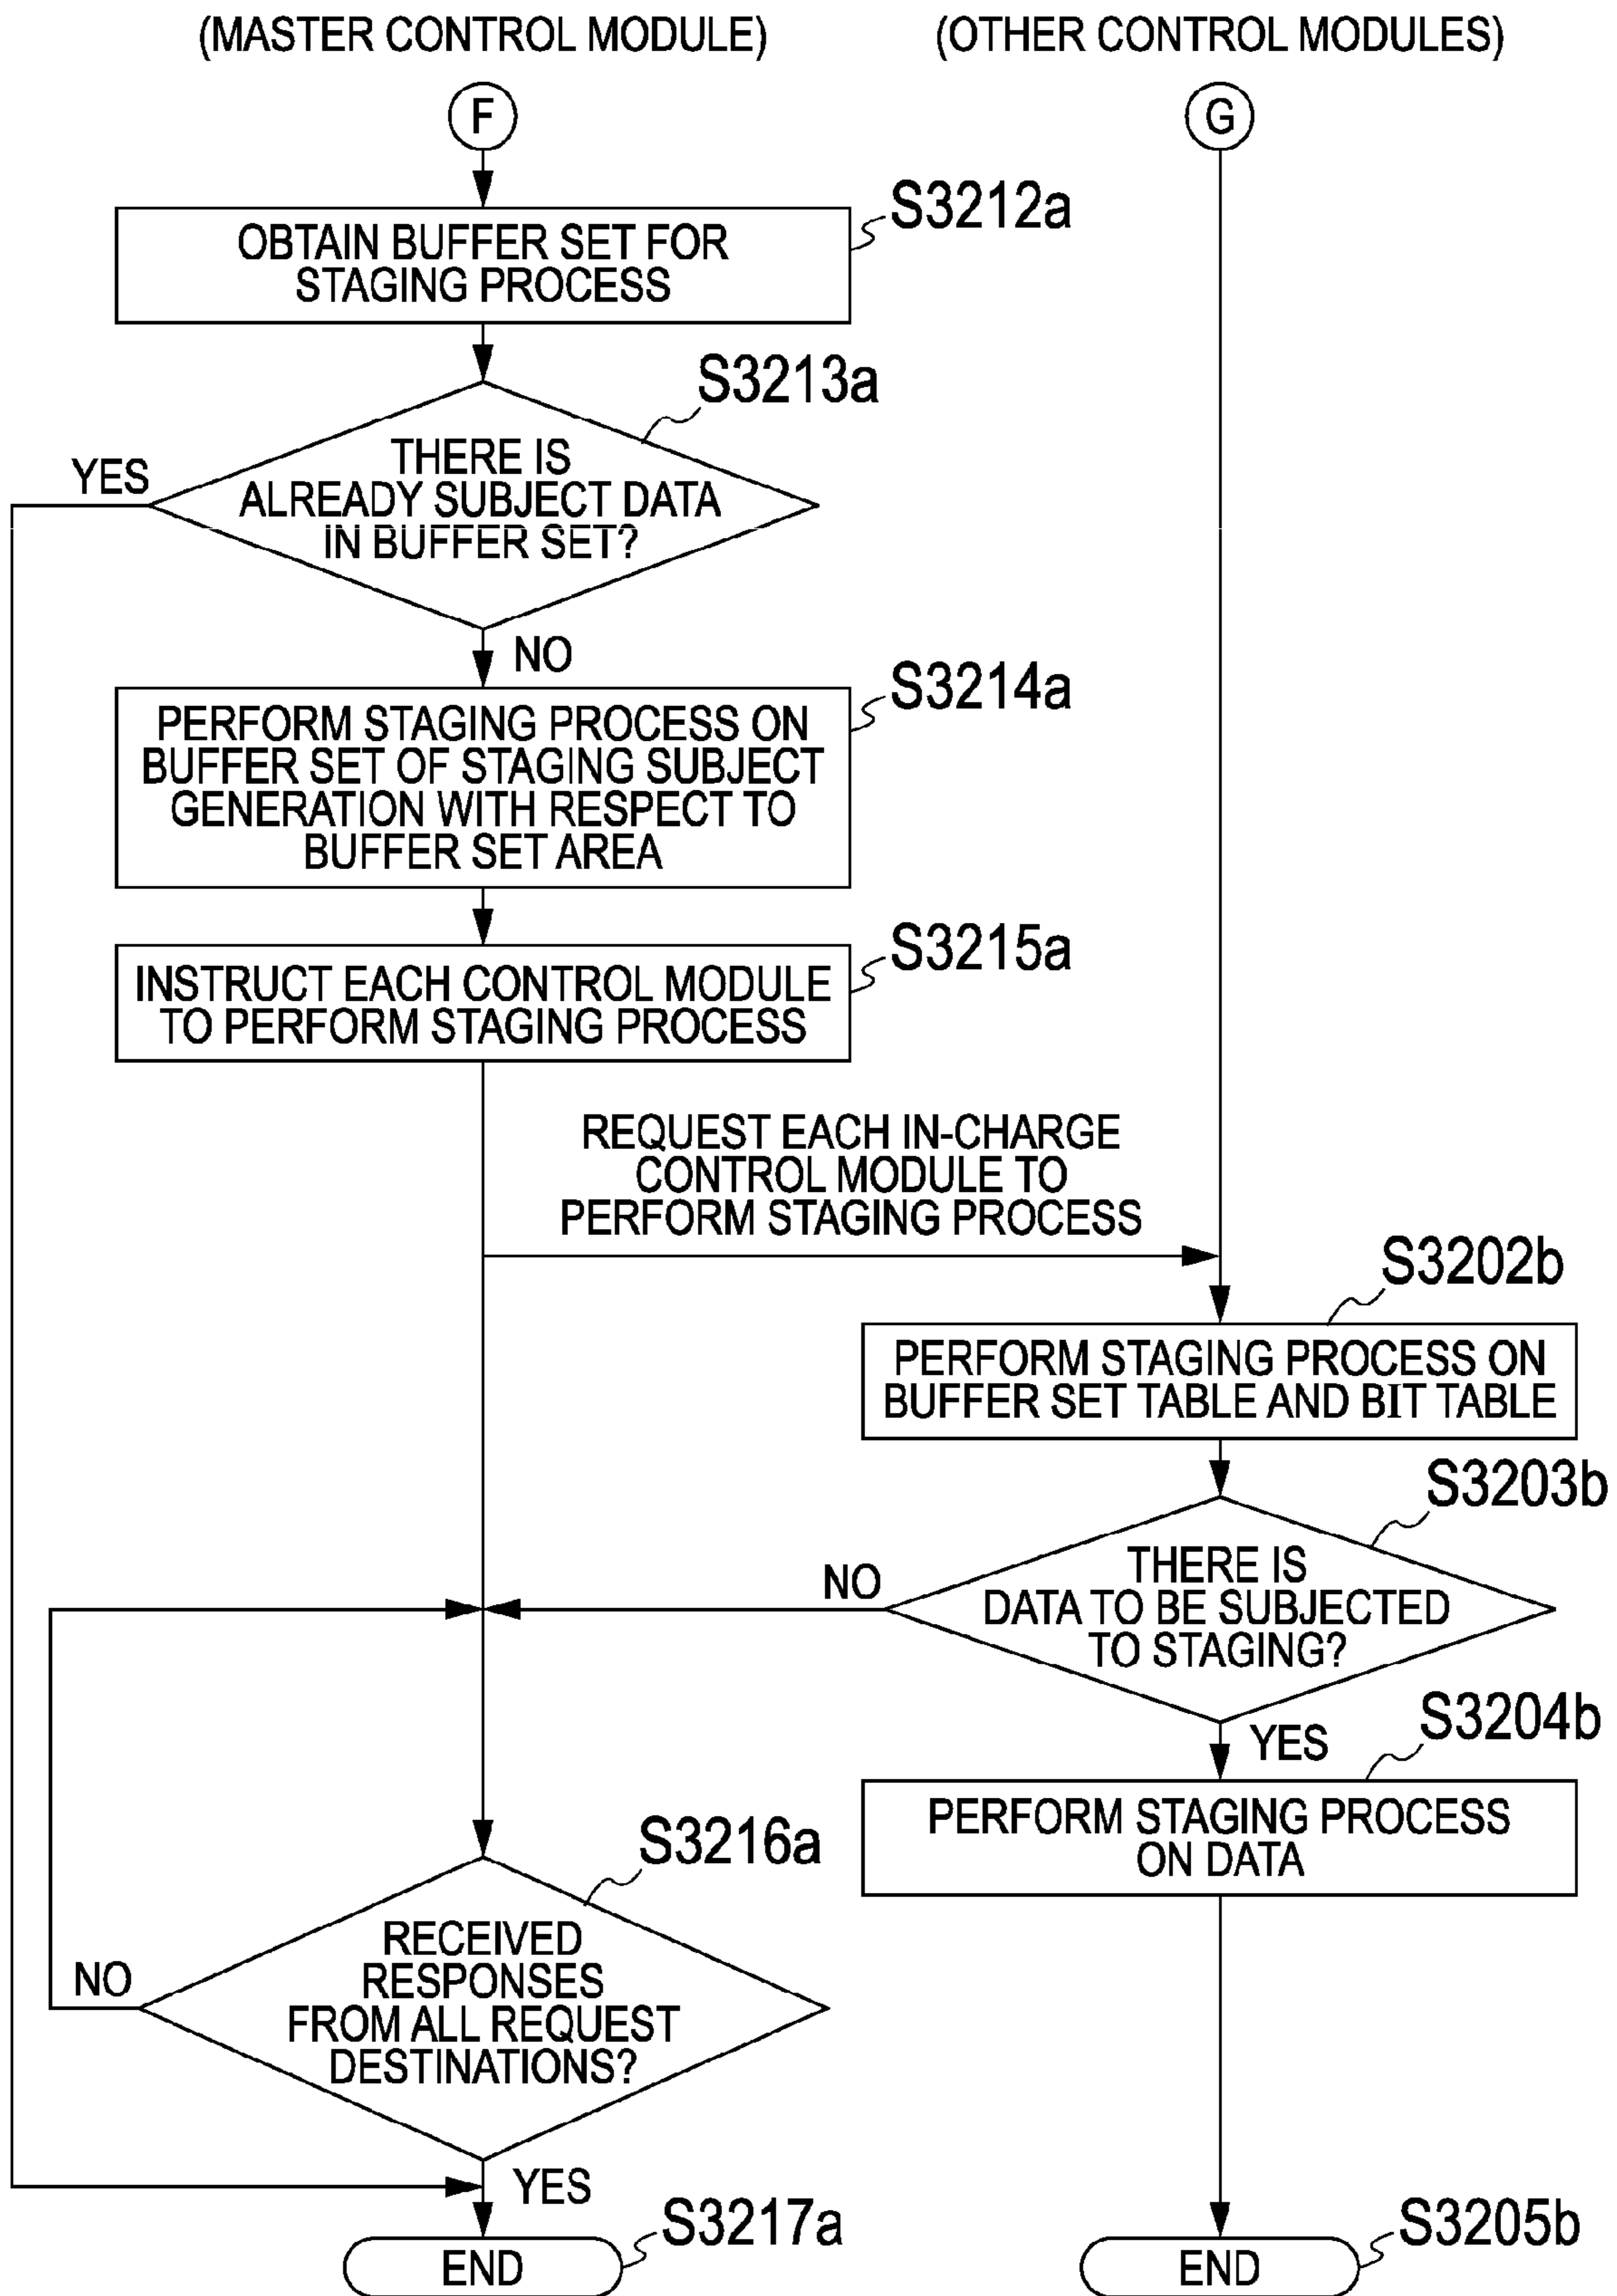 (MASTER CONTROL MODULE)
(OTHER CONTROL MODULES)
F
G
S3212a
OBTAIN BUFFER SET FOR
STAGING PROCESS
S3213a
YES
THERE IS
ALREADY SUBJECT DATA
IN BUFFER SET?
NO
S3214a
PERFORM STAGING PROCESS ON
BUFFER SET OF STAGING SUBJECT
GENERATION WITH RESPECT TO
BUFFER SET AREA
S3215a
INSTRUCT EACH CONTROL MODULE
TO PERFORM STAGING PROCESS
REQUEST EACH IN-CHARGE
CONTROL MODULE TO
PERFORM STAGING PROCESS
S3202b
PERFORM STAGING PROCESS ON
BUFFER SET TABLE AND BIT TABLE
S3203b
NO
THERE IS
DATA TO BE SUBJECTED
TO STAGING?
YES
S3204b
PERFORM STAGING PROCESS
ON DATA
S3216a
NO
RECEIVED
RESPONSES
FROM ALL REQUEST
DESTINATIONS?
YES
S3217a
END
S3205b
END